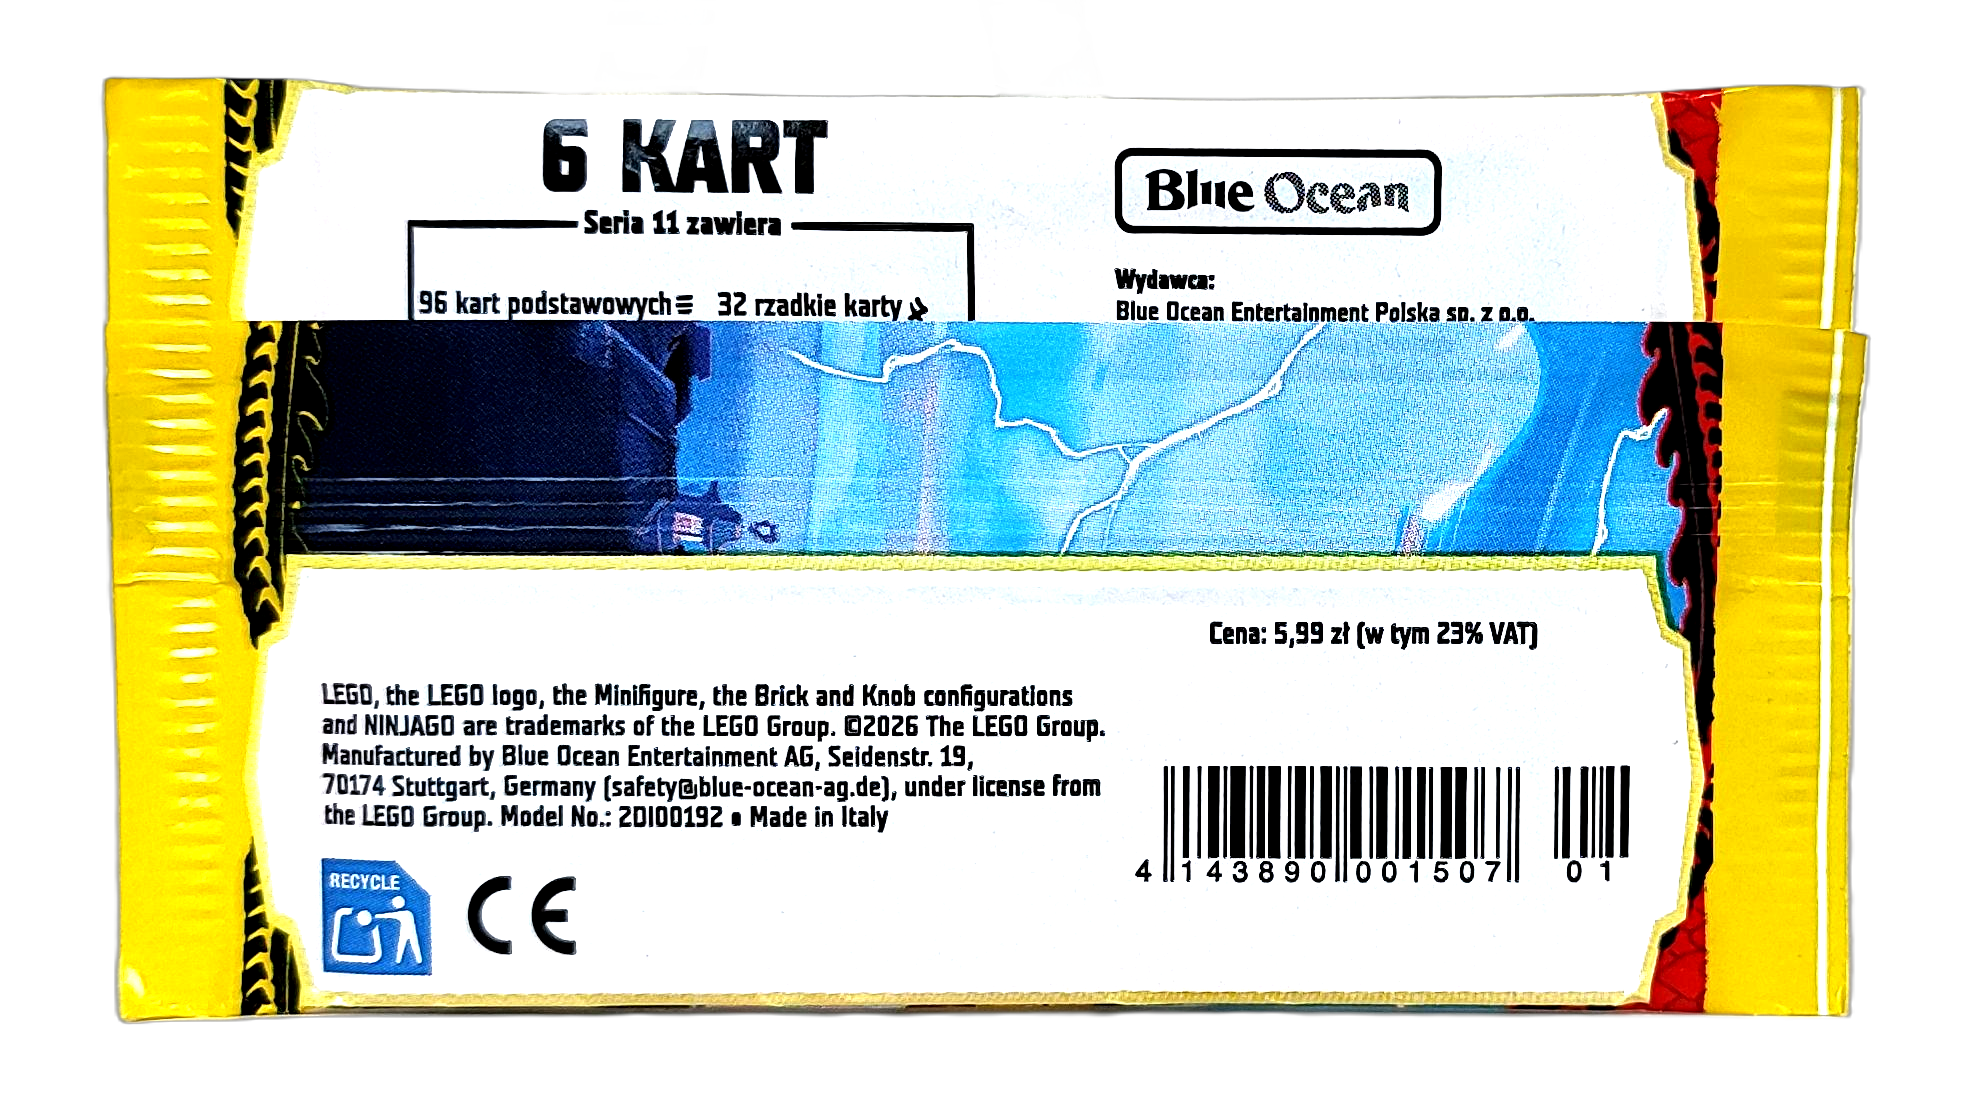 6 KART
Seria 11 zawiera
96 kart podstawowych 32 rzadkie karty
Blue Ocean
Wydawca:
Blue Ocean Entertainment Polska sp. z o.o.
Cena: 5,99 zł (w tym 23% VAT)
LEGO, the LEGO logo, the Minifigure, the Brick and Knob configurations
and NINJAGO are trademarks of the LEGO Group. ©2026 The LEGO Group.
Manufactured by Blue Ocean Entertainment AG, Seidenstr. 19,
70174 Stuttgart, Germany (safety@blue-ocean-ag.de), under license from
the LEGO Group. Model No.: 2DI00192 • Made in Italy
RECYCLE
CE
4 143890 001507 01